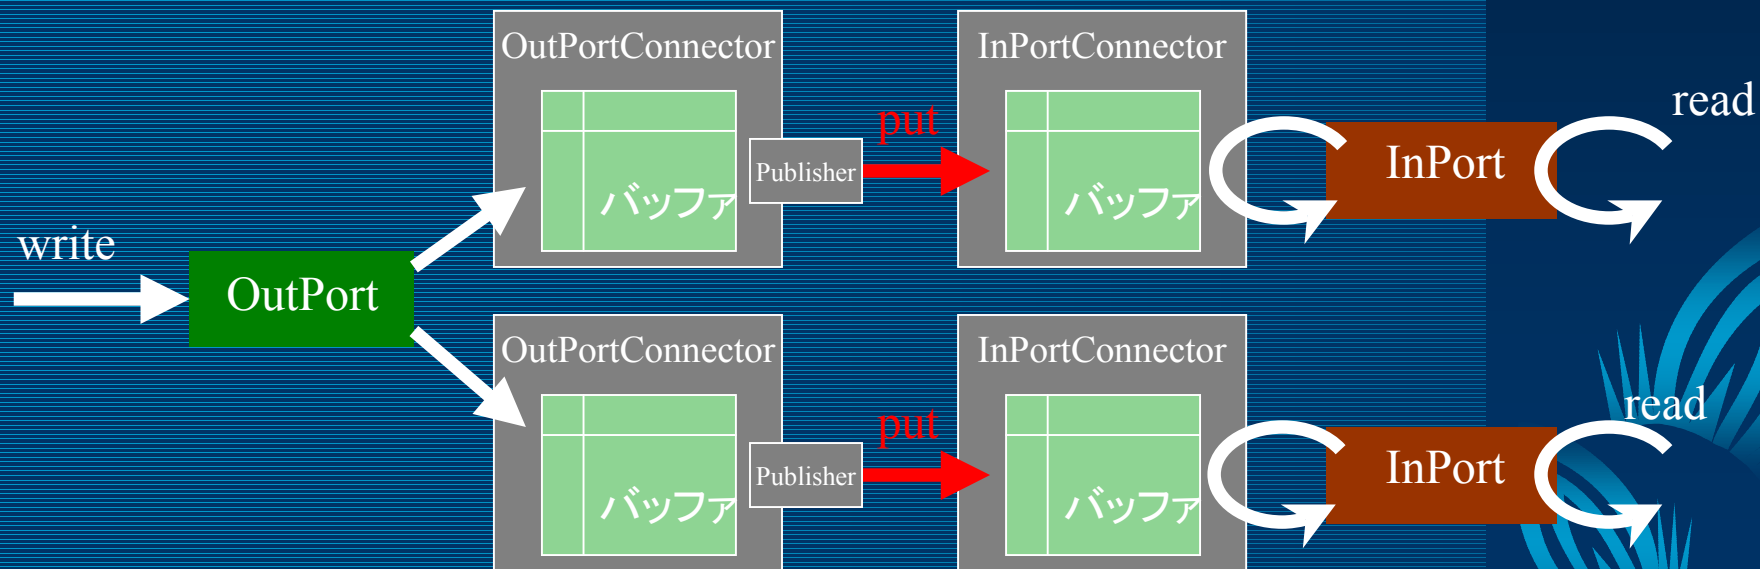 OutPortConnector
InPortConnector
read
put
Publisher
InPort
バッファ
バッファ
write
OutPort
OutPortConnector
InPortConnector
read
put
Publisher
InPort
バッファ
バッファ